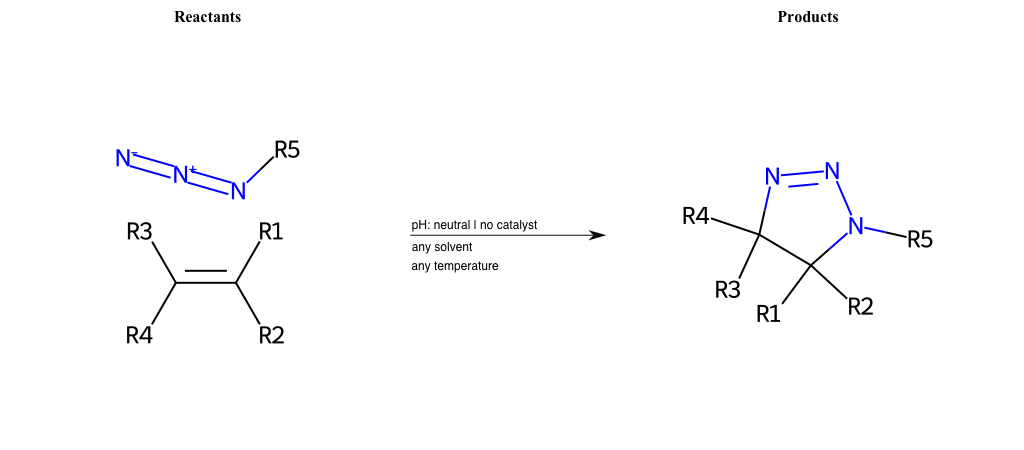 Reactants
Products
N- N+ N R5
R3 R1
R4 R2
pH: neutral | no catalyst
any solvent
any temperature
N N
R4 N R5
R3 R1 R2